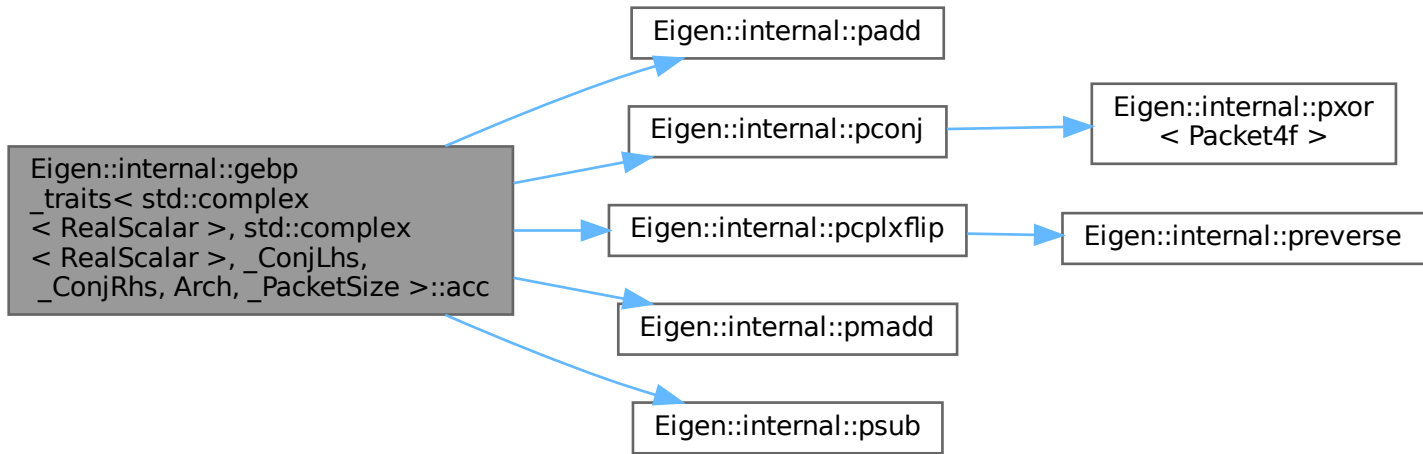 Eigen::internal::gebp
_traits< std::complex
< RealScalar >, std::complex
< RealScalar >, _ConjLhs,
_ConjRhs, Arch, _PacketSize >::acc
Eigen::internal::padd
Eigen::internal::pconj
Eigen::internal::pxor
< Packet4f >
Eigen::internal::pcplxflip
Eigen::internal::preverse
Eigen::internal::pmadd
Eigen::internal::psub